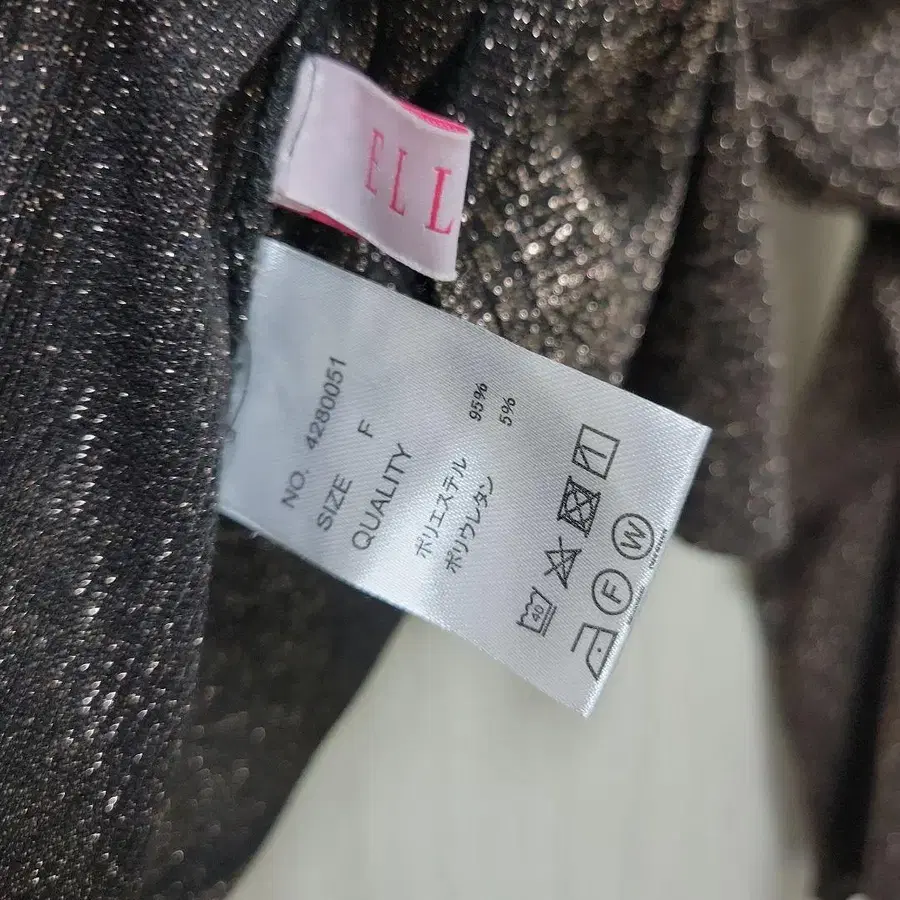 ELL
NO. 4280051
SIZE F
QUALITY
ポリエステル 95%
ポリウレタン 5%
40
F W